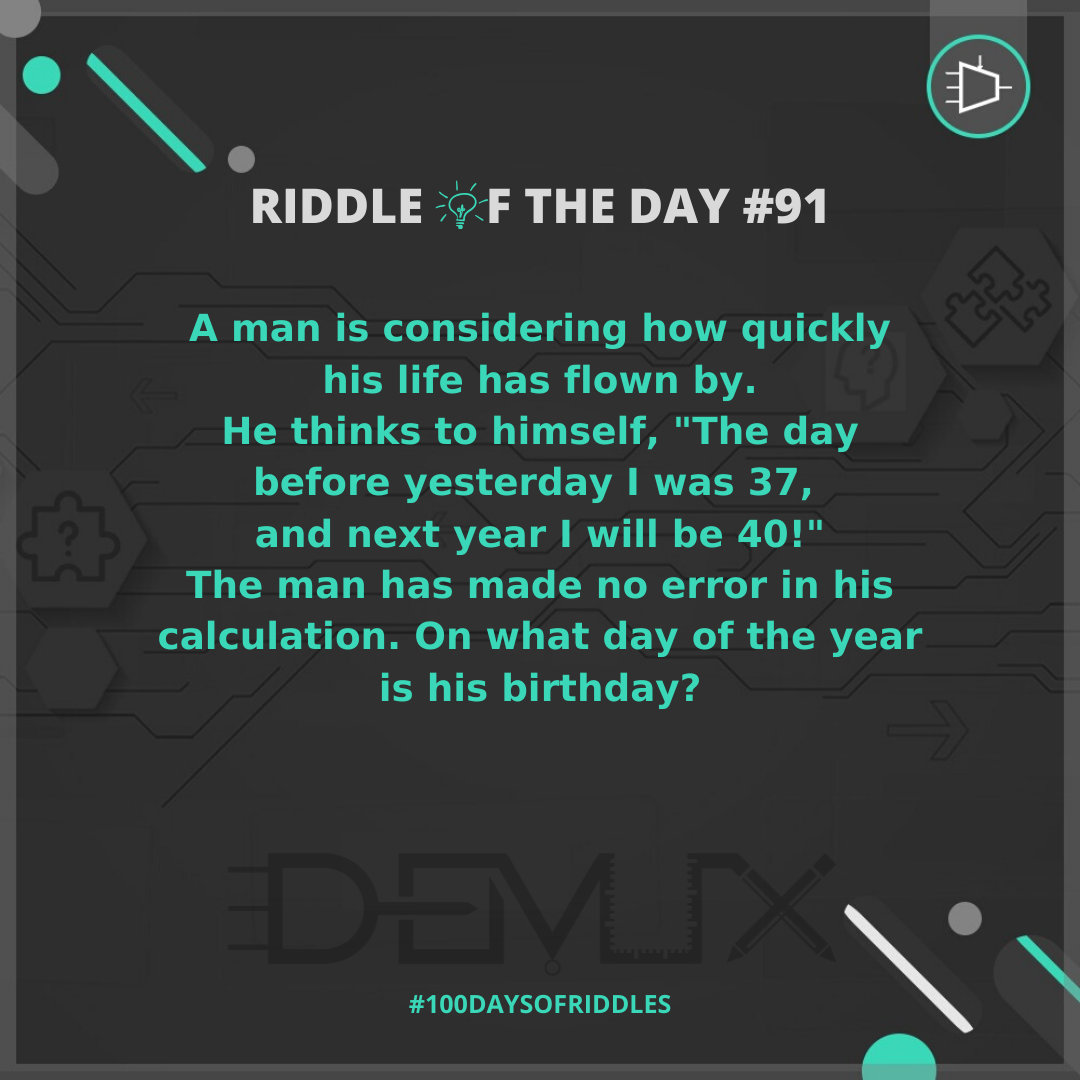 RIDDLE OF THE DAY #91
A man is considering how quickly
his life has flown by.
He thinks to himself, "The day
before yesterday I was 37,
and next year I will be 40!"
The man has made no error in his
calculation. On what day of the year
is his birthday?
DEMUX
#100DAYSOFRIDDLES